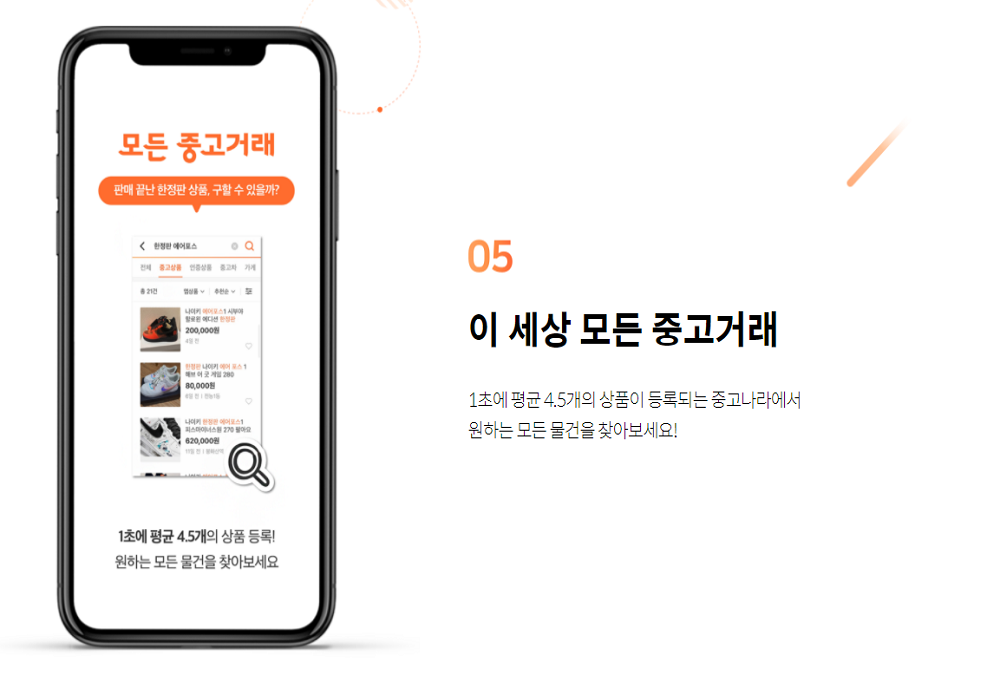 모든 중고거래
판매 끝난 한정판 상품, 구할 수 있을까?
한정판 에어포스
전체 중고상품 인증상품 중고차 가게
총 21건 앱상품 추천순
나이키 에어포스1 시부야
할로윈 에디션 한정판
200,000원
4일 전
한정판 나이키 에어 포스 1
해브 어 굿 게임 280
80,000원
6일 전
나이키 한정판 에어포스1
피스마이너스원 270 팔아요
620,000원
11일 전
1초에 평균 4.5개의 상품 등록!
원하는 모든 물건을 찾아보세요
05
이 세상 모든 중고거래
1초에 평균 4.5개의 상품이 등록되는 중고나라에서
원하는 모든 물건을 찾아보세요!